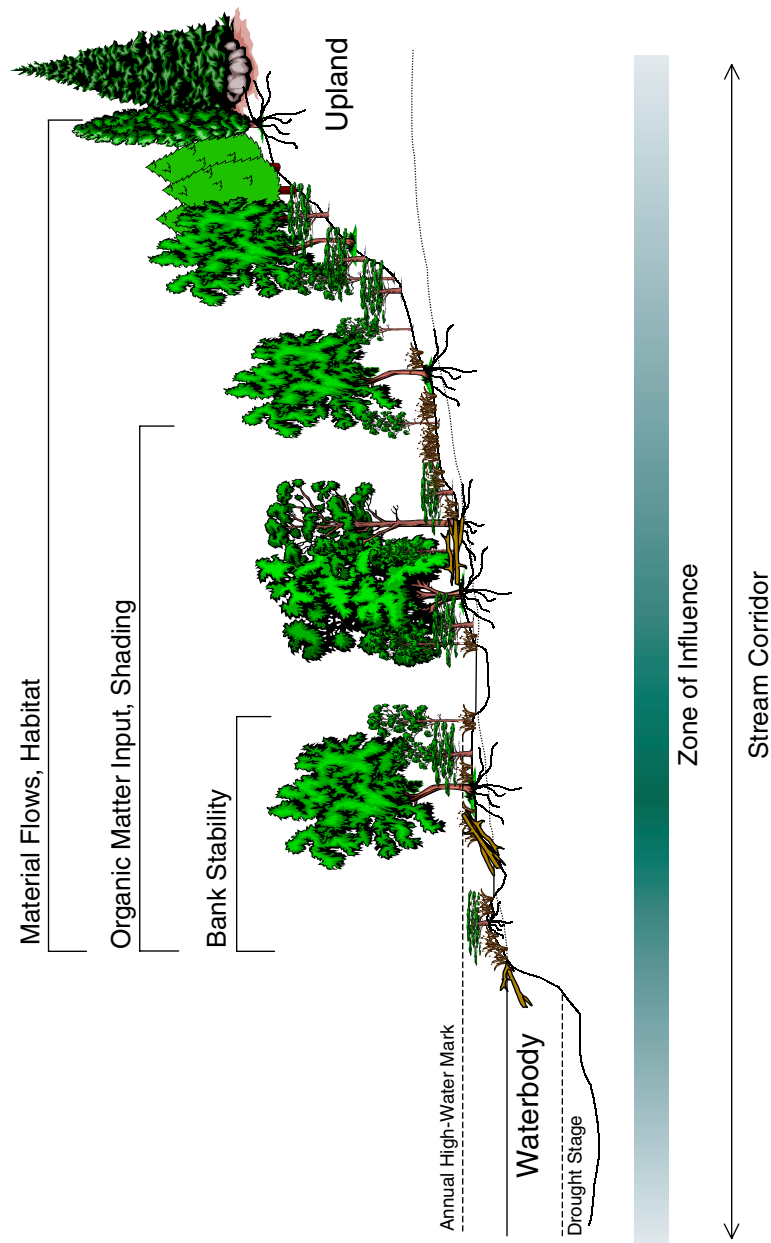 Material Flows, Habitat
Organic Matter Input, Shading
Bank Stability
Upland
Annual High-Water Mark
Waterbody
Drought Stage
Zone of Influence
Stream Corridor